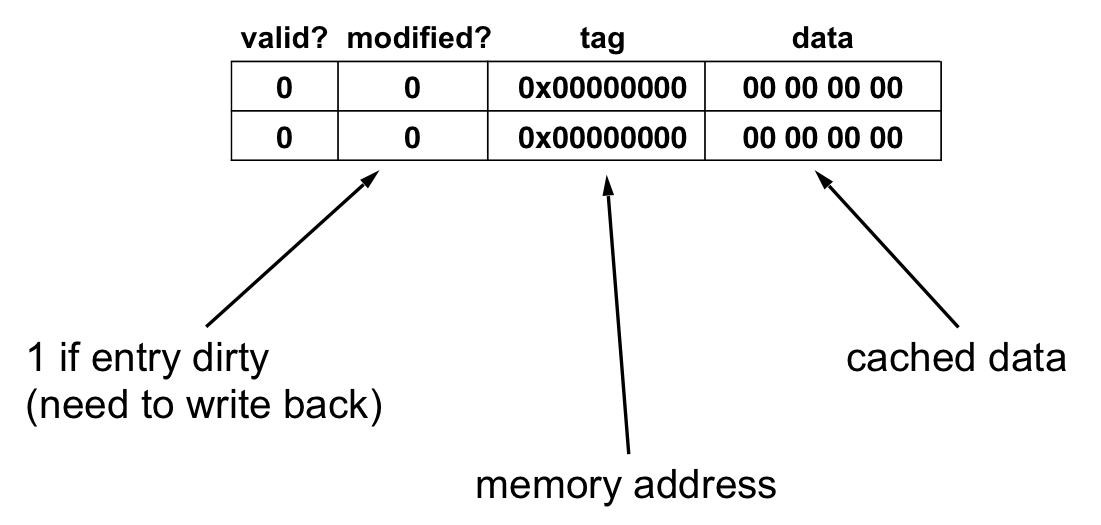 valid? modified? tag data
0 0 0x00000000 00 00 00 00
0 0 0x00000000 00 00 00 00
1 if entry dirty
(need to write back)
cached data
memory address